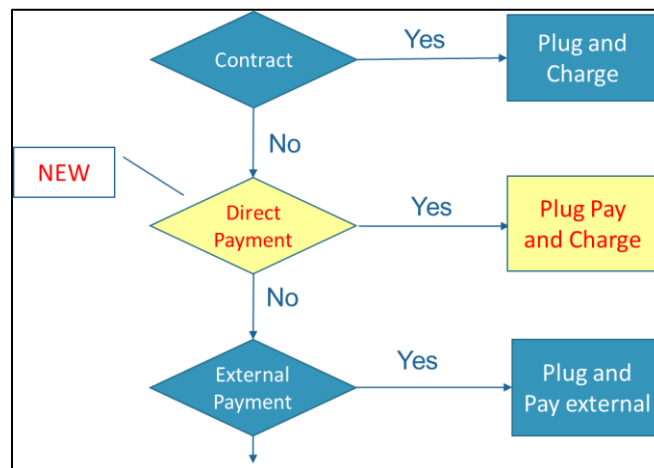 Contract
Yes
Plug and
Charge
No
NEW
Direct
Payment
Yes
Plug Pay
and Charge
No
External
Payment
Yes
Plug and
Pay external